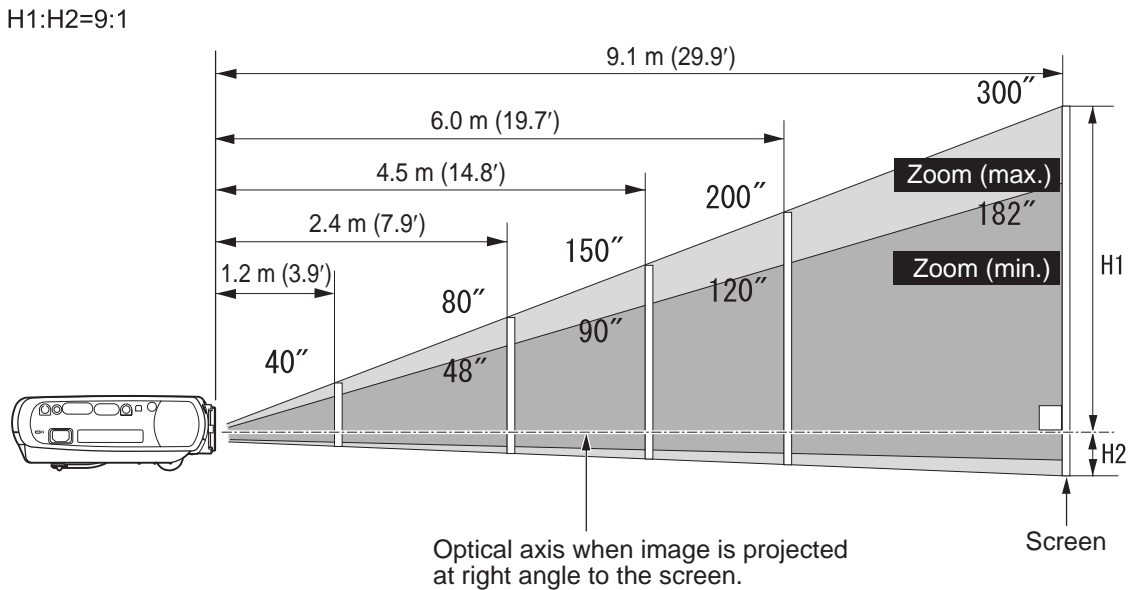 H1:H2=9:1
9.1 m (29.9′)
300″
6.0 m (19.7′)
4.5 m (14.8′)
Zoom (max.)
200″
182″
2.4 m (7.9′)
150″
Zoom (min.)
H1
1.2 m (3.9′)
120″
80″
90″
40″
48″
H2
Optical axis when image is projected
at right angle to the screen.
Screen